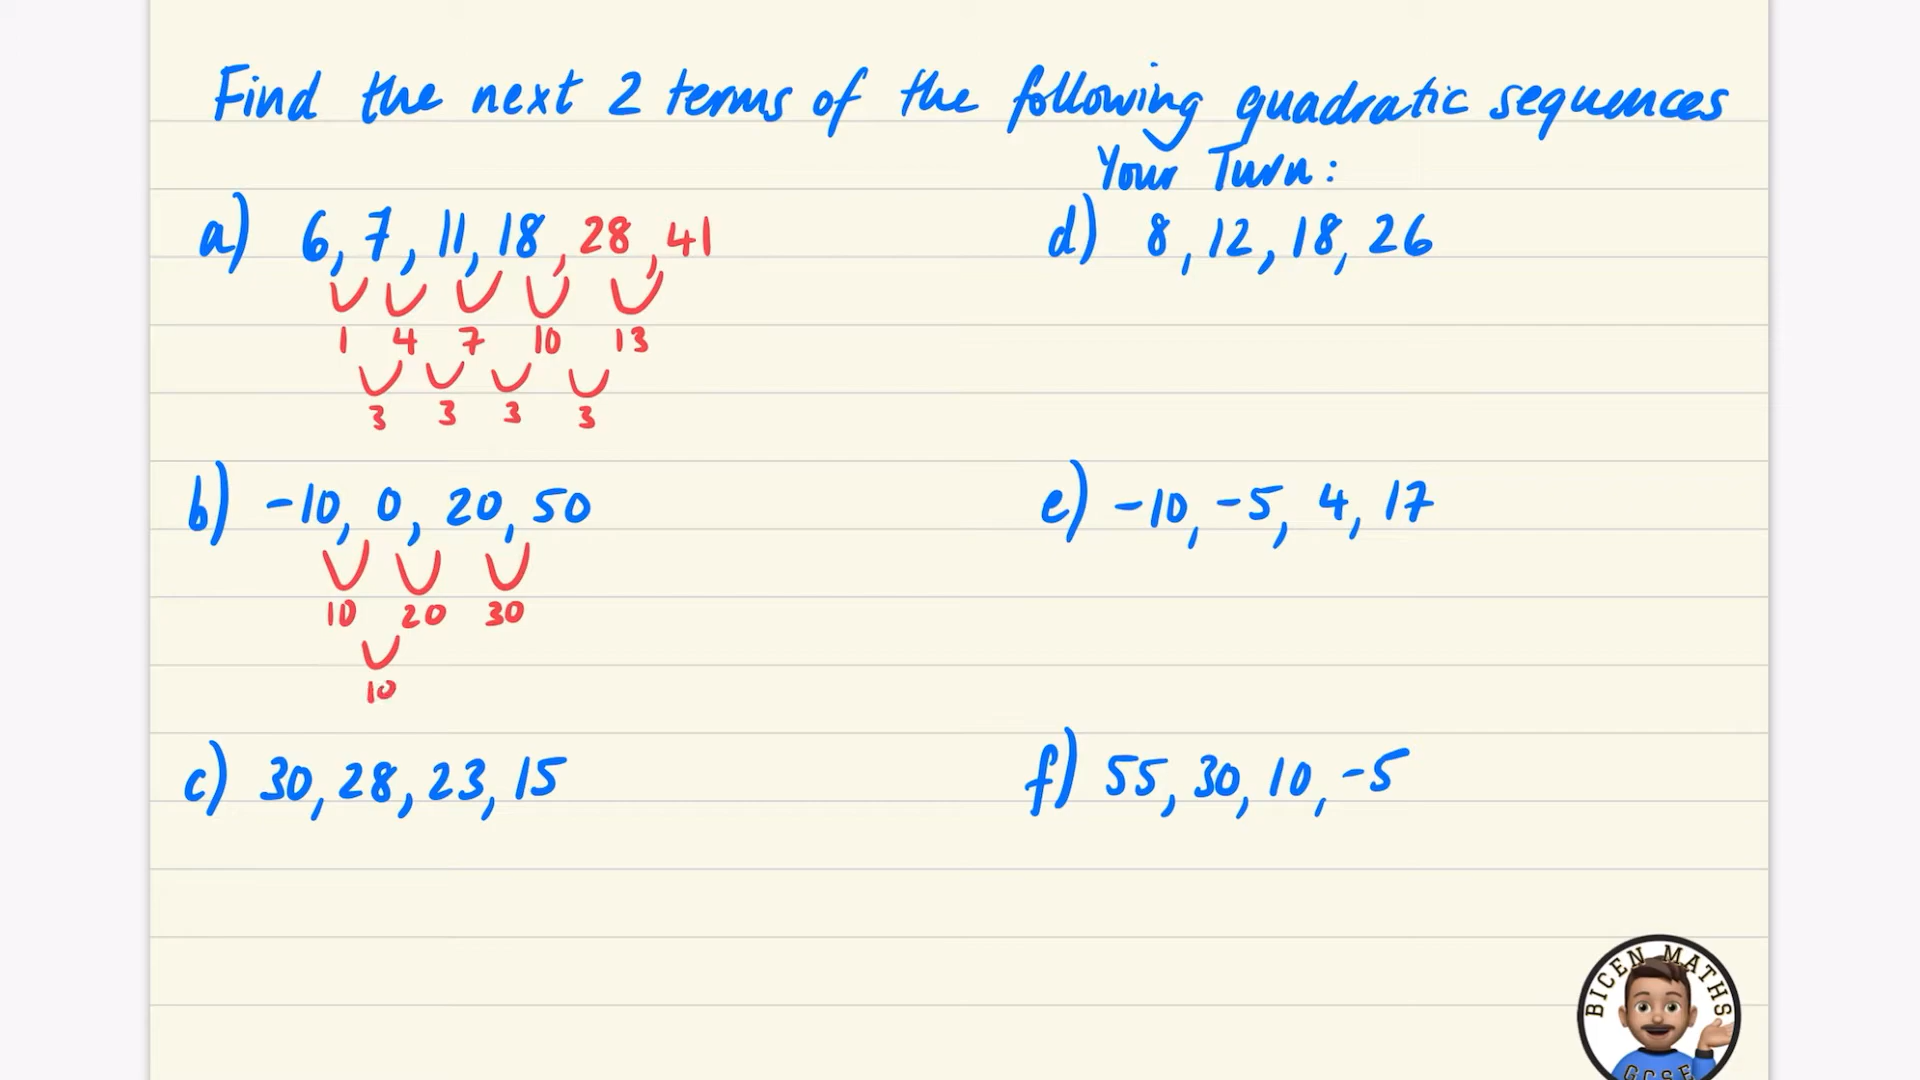 Find the next 2 terms of the following quadratic sequences
Your Turn:
a) 6, 7, 11, 18, 28, 41
1 4 7 10 13
3 3 3 3
d) 8, 12, 18, 26
b) -10, 0, 20, 50
10 20 30
10
e) -10, -5, 4, 17
c) 30, 28, 23, 15
f) 55, 30, 10, -5
BICEN MATHS
GCSE